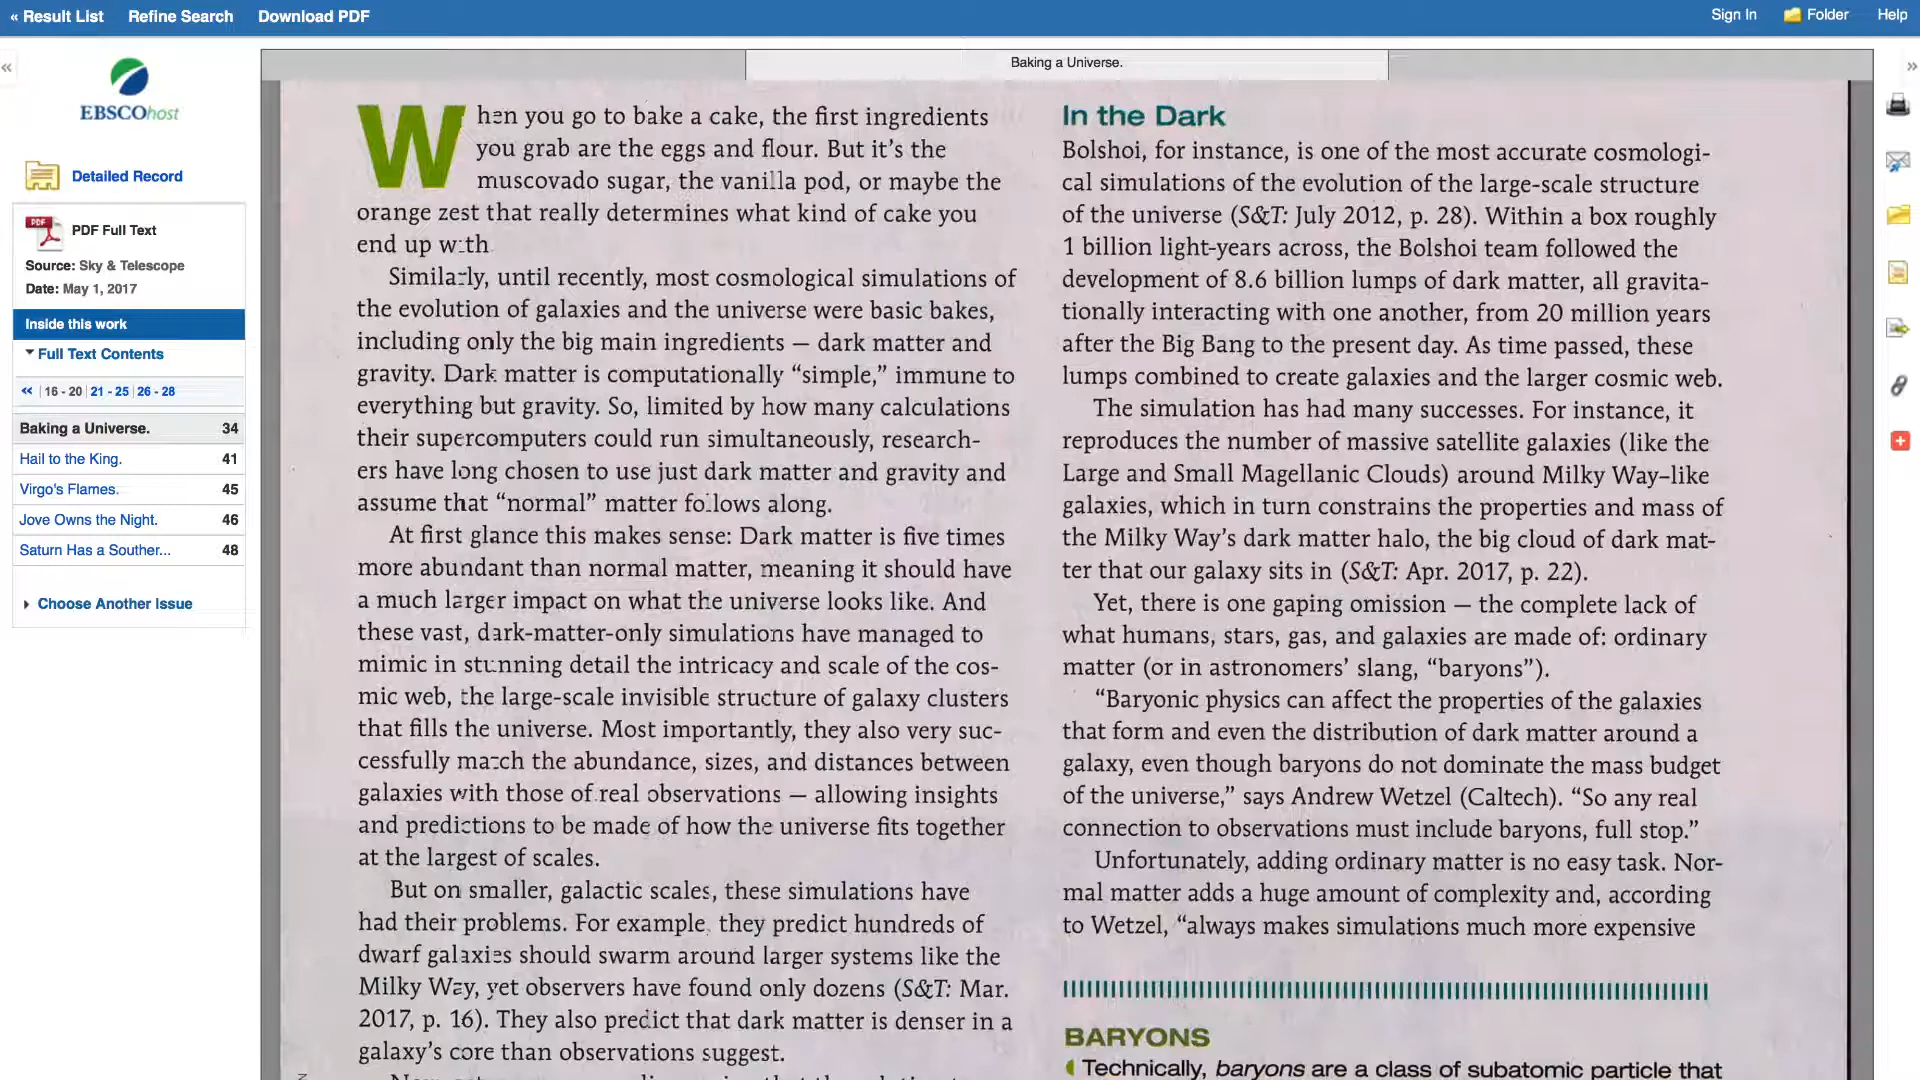 « Result List
Refine Search
Download PDF
Sign In
Folder
Help
«
»
EBSCOhost
Detailed Record
PDF
PDF Full Text
Source: Sky & Telescope
Date: May 1, 2017
Inside this work
Full Text Contents
« | 16 - 20 | 21 - 25 | 26 - 28
Baking a Universe. 34
Hail to the King. 41
Virgo's Flames. 45
Jove Owns the Night. 46
Saturn Has a Souther... 48
Choose Another Issue
Baking a Universe.
When you go to bake a cake, the first ingredients
you grab are the eggs and flour. But it's the
muscovado sugar, the vanilla pod, or maybe the
orange zest that really determines what kind of cake you
end up with
Similarly, until recently, most cosmological simulations of
the evolution of galaxies and the universe were basic bakes,
including only the big main ingredients — dark matter and
gravity. Dark matter is computationally “simple,” immune to
everything but gravity. So, limited by how many calculations
their supercomputers could run simultaneously, research-
ers have long chosen to use just dark matter and gravity and
assume that “normal” matter follows along.
At first glance this makes sense: Dark matter is five times
more abundant than normal matter, meaning it should have
a much larger impact on what the universe looks like. And
these vast, dark-matter-only simulations have managed to
mimic in stunning detail the intricacy and scale of the cos-
mic web, the large-scale invisible structure of galaxy clusters
that fills the universe. Most importantly, they also very suc-
cessfully match the abundance, sizes, and distances between
galaxies with those of real observations — allowing insights
and predictions to be made of how the universe fits together
at the largest of scales.
But on smaller, galactic scales, these simulations have
had their problems. For example, they predict hundreds of
dwarf galaxies should swarm around larger systems like the
Milky Way, yet observers have found only dozens (S&T: Mar.
2017, p. 16). They also predict that dark matter is denser in a
galaxy's core than observations suggest.
In the Dark
Bolshoi, for instance, is one of the most accurate cosmologi-
cal simulations of the evolution of the large-scale structure
of the universe (S&T: July 2012, p. 28). Within a box roughly
1 billion light-years across, the Bolshoi team followed the
development of 8.6 billion lumps of dark matter, all gravita-
tionally interacting with one another, from 20 million years
after the Big Bang to the present day. As time passed, these
lumps combined to create galaxies and the larger cosmic web.
The simulation has had many successes. For instance, it
reproduces the number of massive satellite galaxies (like the
Large and Small Magellanic Clouds) around Milky Way–like
galaxies, which in turn constrains the properties and mass of
the Milky Way's dark matter halo, the big cloud of dark mat-
ter that our galaxy sits in (S&T: Apr. 2017, p. 22).
Yet, there is one gaping omission — the complete lack of
what humans, stars, gas, and galaxies are made of: ordinary
matter (or in astronomers' slang, “baryons”).
“Baryonic physics can affect the properties of the galaxies
that form and even the distribution of dark matter around a
galaxy, even though baryons do not dominate the mass budget
of the universe,” says Andrew Wetzel (Caltech). “So any real
connection to observations must include baryons, full stop.”
Unfortunately, adding ordinary matter is no easy task. Nor-
mal matter adds a huge amount of complexity and, according
to Wetzel, “always makes simulations much more expensive
BARYONS
Technically, baryons are a class of subatomic particle that